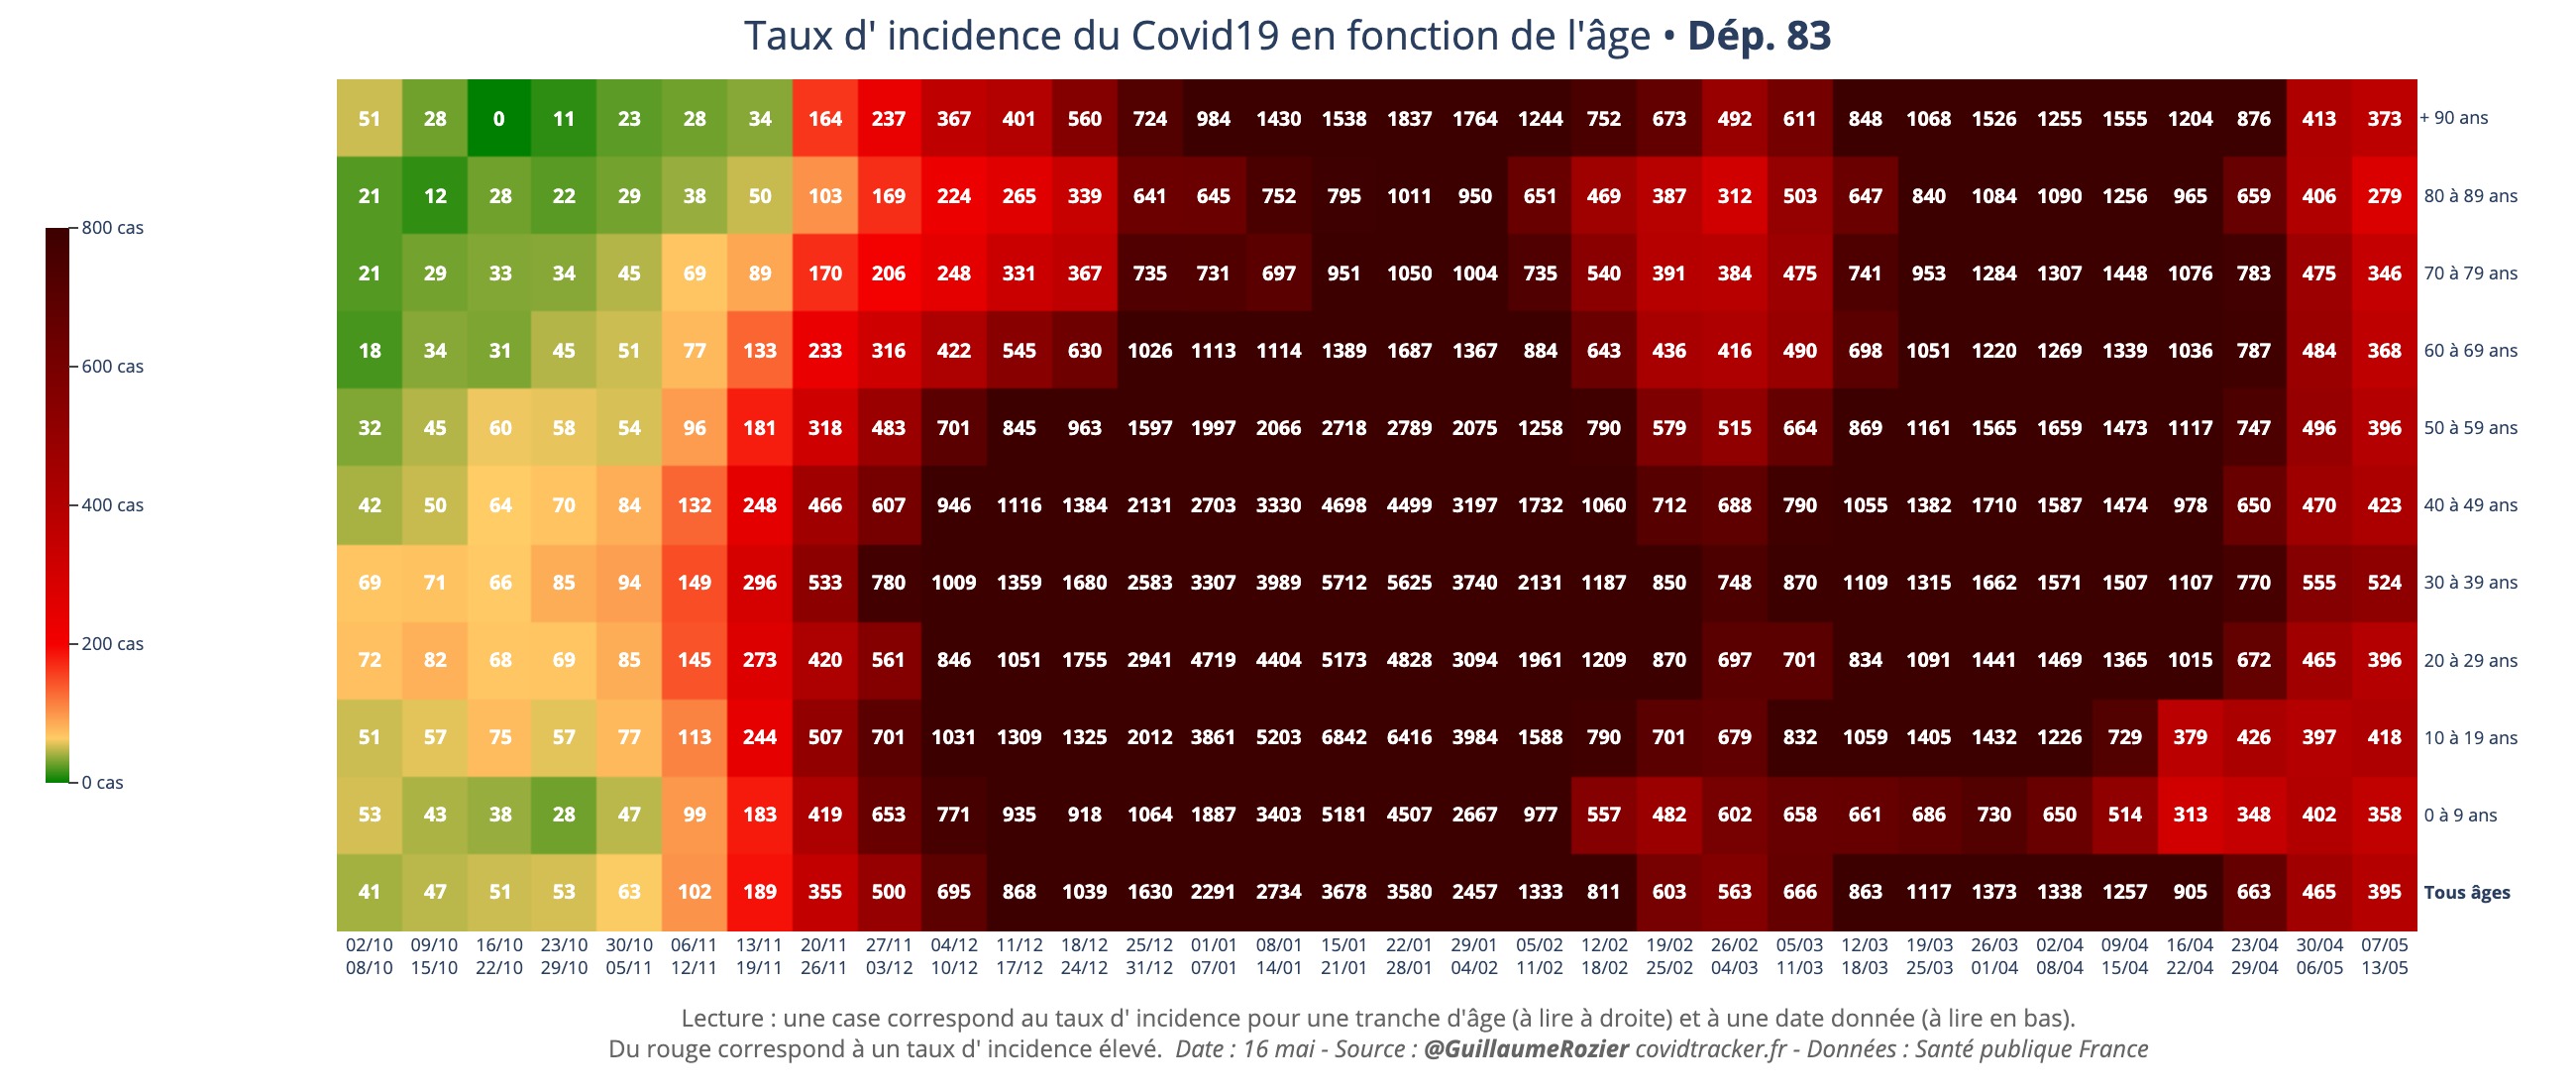 Taux d' incidence du Covid19 en fonction de l'âge • Dép. 83
800 cas
600 cas
400 cas
200 cas
0 cas
51 28 0 11 23 28 34 164 237 367 401 560 724 984 1430 1538 1837 1764 1244 752 673 492 611 848 1068 1526 1255 1555 1204 876 413 373 + 90 ans
21 12 28 22 29 38 50 103 169 224 265 339 641 645 752 795 1011 950 651 469 387 312 503 647 840 1084 1090 1256 965 659 406 279 80 à 89 ans
21 29 33 34 45 69 89 170 206 248 331 367 735 731 697 951 1050 1004 735 540 391 384 475 741 953 1284 1307 1448 1076 783 475 346 70 à 79 ans
18 34 31 45 51 77 133 233 316 422 545 630 1026 1113 1114 1389 1687 1367 884 643 436 416 490 698 1051 1220 1269 1339 1036 787 484 368 60 à 69 ans
32 45 60 58 54 96 181 318 483 701 845 963 1597 1997 2066 2718 2789 2075 1258 790 579 515 664 869 1161 1565 1659 1473 1117 747 496 396 50 à 59 ans
42 50 64 70 84 132 248 466 607 946 1116 1384 2131 2703 3330 4698 4499 3197 1732 1060 712 688 790 1055 1382 1710 1587 1474 978 650 470 423 40 à 49 ans
69 71 66 85 94 149 296 533 780 1009 1359 1680 2583 3307 3989 5712 5625 3740 2131 1187 850 748 870 1109 1315 1662 1571 1507 1107 770 555 524 30 à 39 ans
72 82 68 69 85 145 273 420 561 846 1051 1755 2941 4719 4404 5173 4828 3094 1961 1209 870 697 701 834 1091 1441 1469 1365 1015 672 465 396 20 à 29 ans
51 57 75 57 77 113 244 507 701 1031 1309 1325 2012 3861 5203 6842 6416 3984 1588 790 701 679 832 1059 1405 1432 1226 729 379 426 397 418 10 à 19 ans
53 43 38 28 47 99 183 419 653 771 935 918 1064 1887 3403 5181 4507 2667 977 557 482 602 658 661 686 730 650 514 313 348 402 358 0 à 9 ans
41 47 51 53 63 102 189 355 500 695 868 1039 1630 2291 2734 3678 3580 2457 1333 811 603 563 666 863 1117 1373 1338 1257 905 663 465 395 Tous âges
02/10 09/10 16/10 23/10 30/10 06/11 13/11 20/11 27/11 04/12 11/12 18/12 25/12 01/01 08/01 15/01 22/01 29/01 05/02 12/02 19/02 26/02 05/03 12/03 19/03 26/03 02/04 09/04 16/04 23/04 30/04 07/05
08/10 15/10 22/10 29/10 05/11 12/11 19/11 26/11 03/12 10/12 17/12 24/12 31/12 07/01 14/01 21/01 28/01 04/02 11/02 18/02 25/02 04/03 11/03 18/03 25/03 01/04 08/04 15/04 22/04 29/04 06/05 13/05
Lecture : une case correspond au taux d' incidence pour une tranche d'âge (à lire à droite) et à une date donnée (à lire en bas).
Du rouge correspond à un taux d' incidence élevé. Date : 16 mai - Source : @GuillaumeRozier covidtracker.fr - Données : Santé publique France